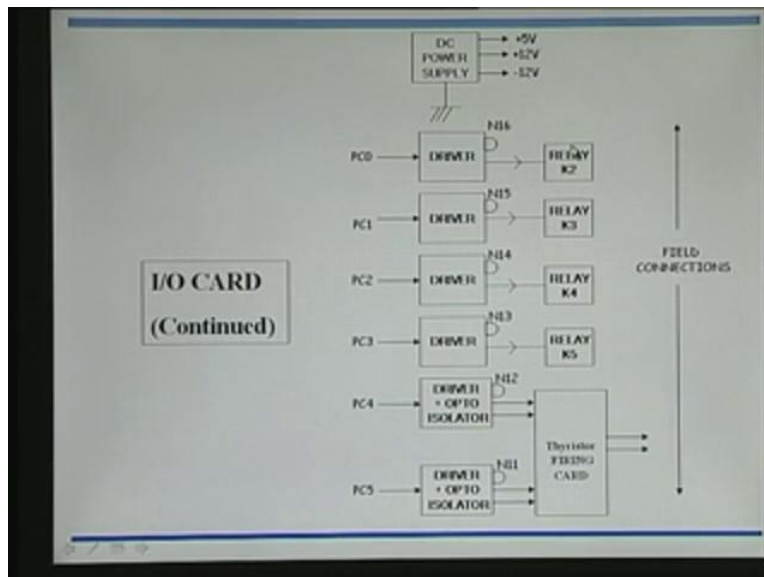 DC
POWER
SUPPLY
+5V
+12V
-12V
I/O CARD
(Continued)
PC0
DRIVER
N16
RELAY
K2
PC1
DRIVER
N15
RELAY
K3
PC2
DRIVER
N14
RELAY
K4
PC3
DRIVER
N13
RELAY
K5
PC4
DRIVER
+ OPTO
ISOLATOR
N12
PC5
DRIVER
+ OPTO
ISOLATOR
N11
Thyristor
FIRING
CARD
FIELD
CONNECTIONS